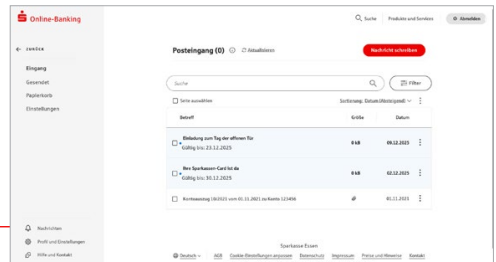 Online-Banking
Suche Produkte und Services Abmelden
ZURÜCK
Posteingang (0) Aktualisieren Nachricht schreiben
Eingang
Gesendet
Papierkorb
Einstellungen
Suche Filter
Seite auswählen Sortierung: Datum (Absteigend)
Betreff Größe Datum
Einladung zum Tag der offenen Tür
Gültig bis: 23.12.2025
0 kB 09.12.2025
Ihre Sparkassen-Card ist da
Gültig bis: 30.12.2025
0 kB 02.12.2025
Kontoauszug 10/2025 vom 01.11.2021 zu Konto 123456 01.11.2025
Nachrichten
Profil und Einstellungen
Hilfe und Kontakt
Sparkasse Essen
Deutsch AGB Cookie-Einstellungen anpassen Datenschutz Impressum Preise und Hinweise Kontakt